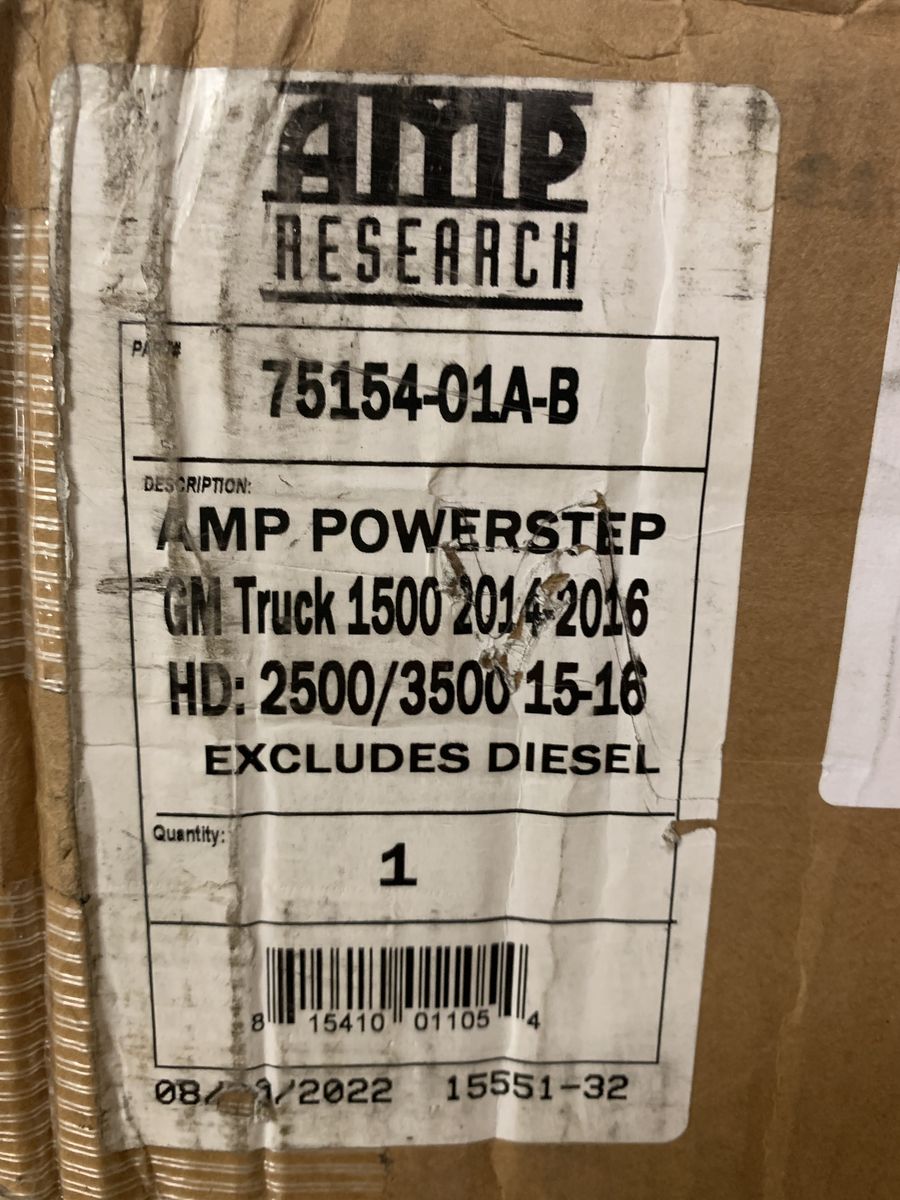 AMP
RESEARCH
PART#
75154-01A-B
DESCRIPTION:
AMP POWERSTEP
GM Truck 1500 2014-2016
HD: 2500/3500 15-16
EXCLUDES DIESEL
Quantity:
1
8 15410 01105 4
15551-32